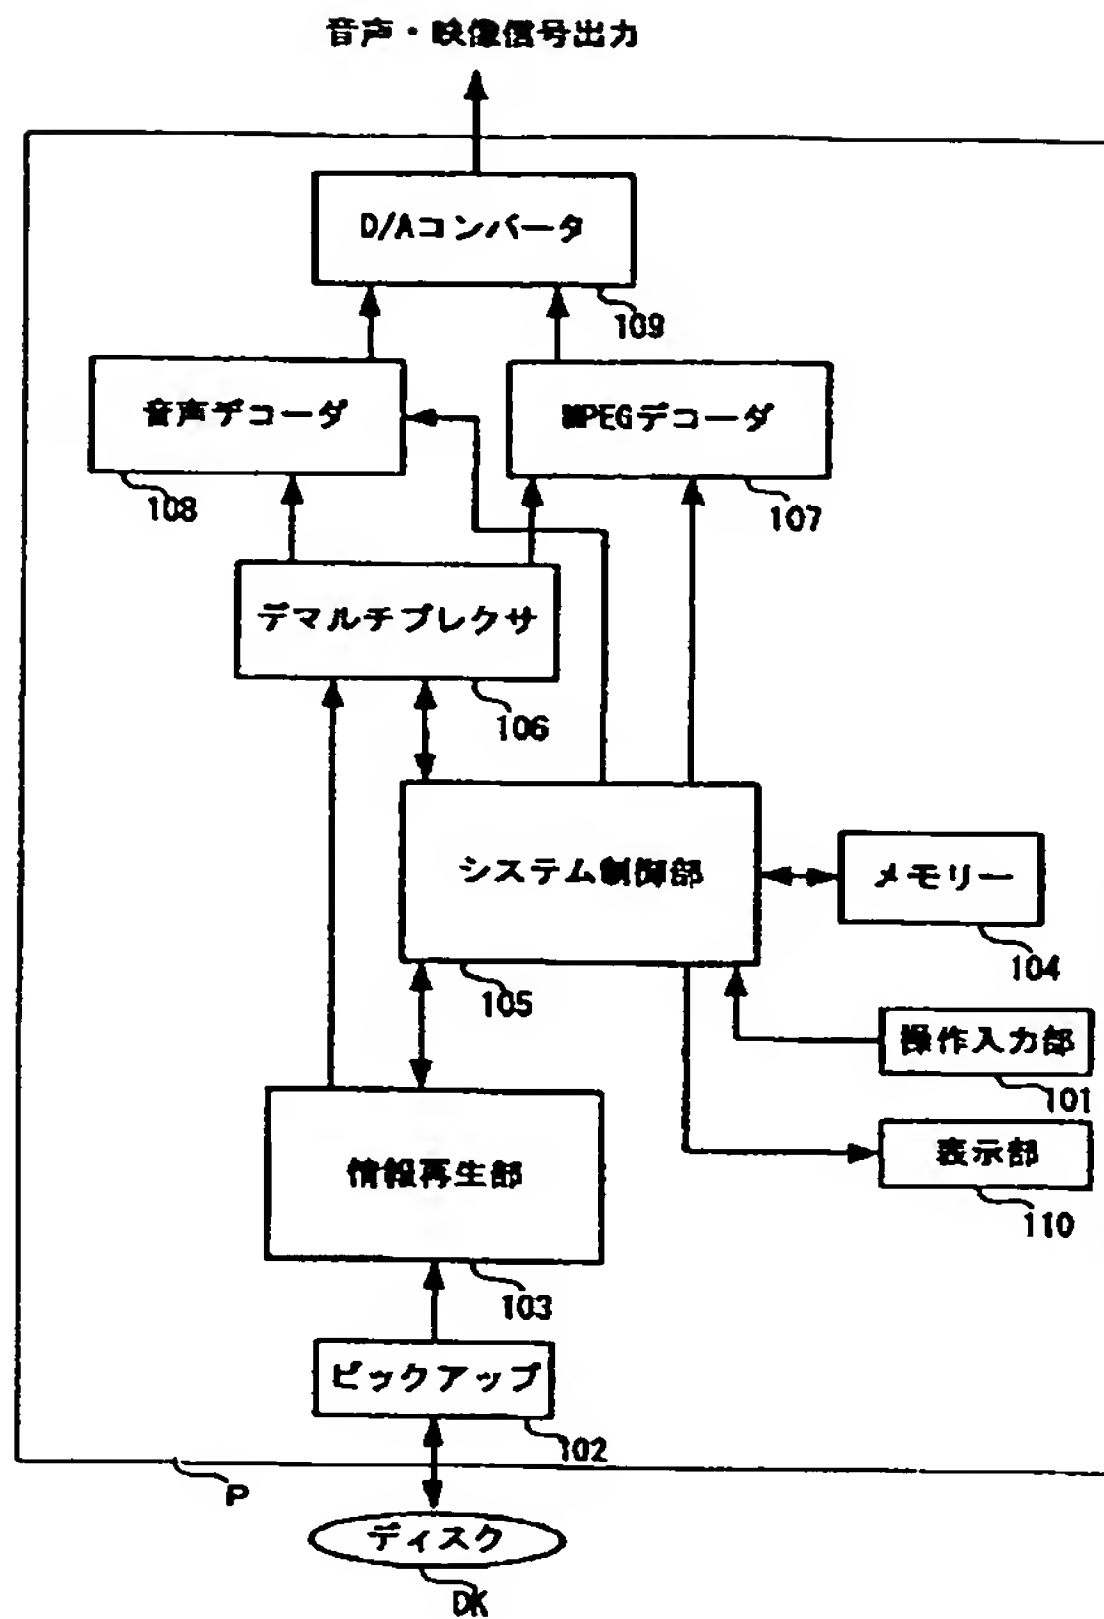 音声・映像信号出力
D/Aコンバータ
109
音声デコーダ
108
MPEGデコーダ
107
デマルチプレクサ
106
システム制御部
105
メモリー
104
操作入力部
101
表示部
110
情報再生部
103
ピックアップ
102
P
ディスク
DK